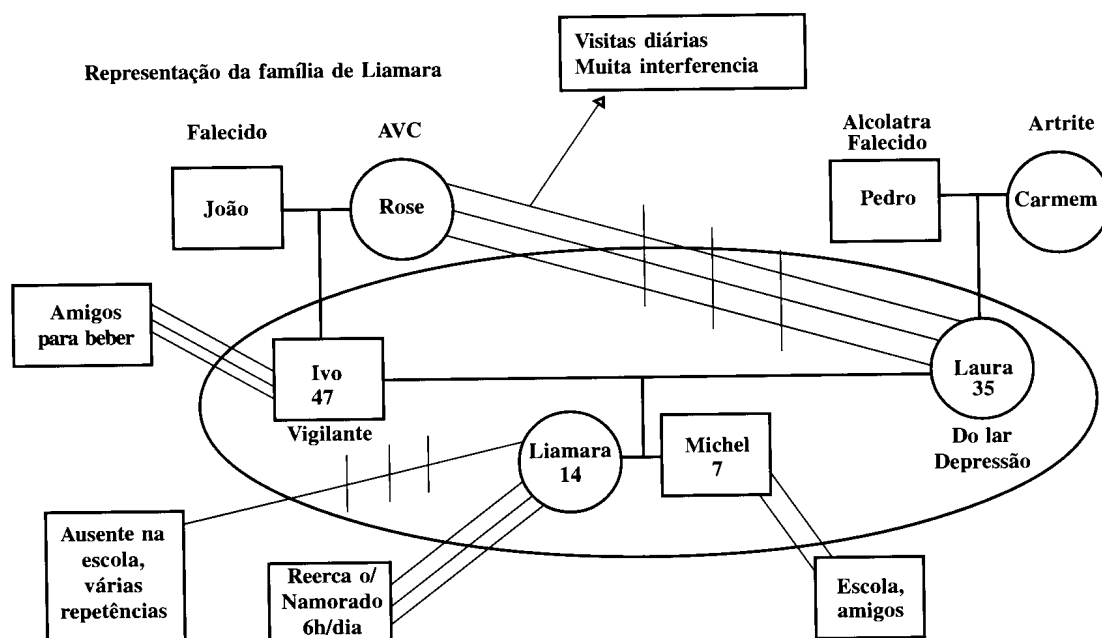 Visitas diárias
Muita interferencia
Representação da família de Liamara
Falecido
AVC
Alcolatra
Falecido
Artrite
João
Rose
Pedro
Carmem
Amigos
para beber
Ivo
47
Vigilante
Laura
35
Do lar
Depressão
Liamara
14
Michel
7
Ausente na
escola,
várias
repetências
Reerca o/
Namorado
6h/dia
Escola,
amigos